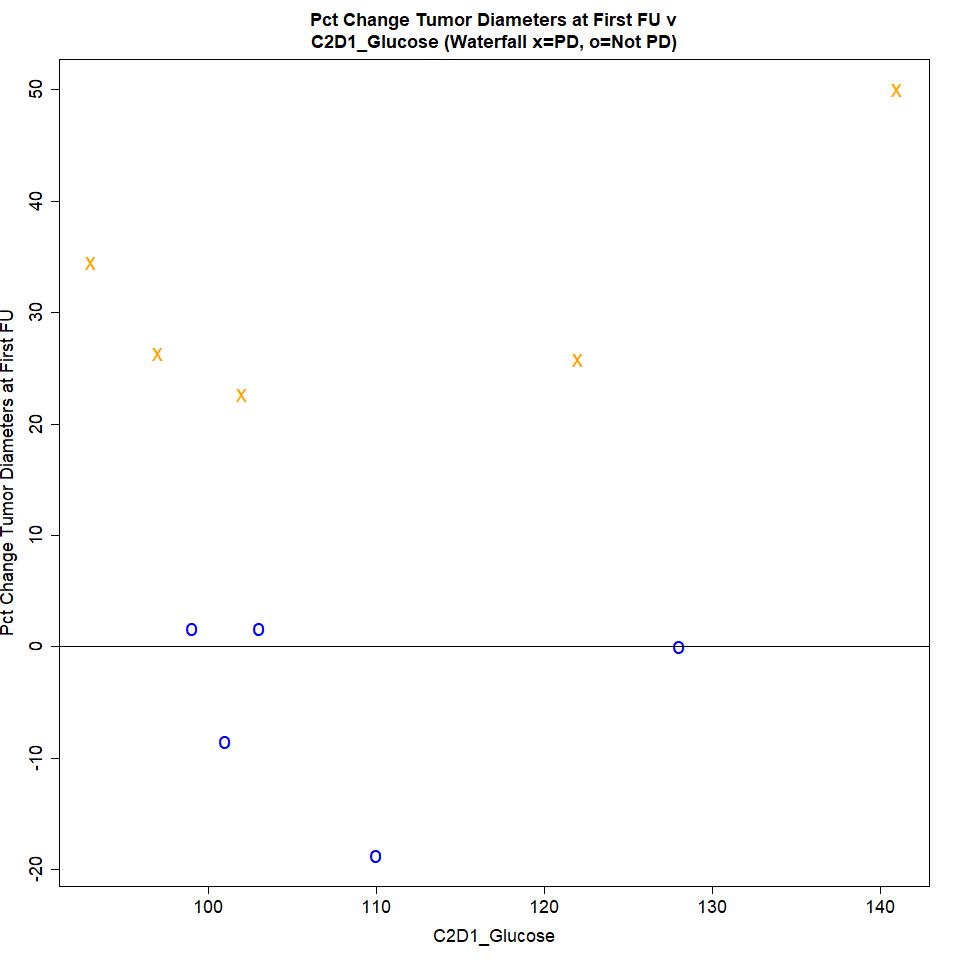 Pct Change Tumor Diameters at First FU v
C2D1_Glucose (Waterfall x=PD, o=Not PD)
Pct Change Tumor Diameters at First FU
50
40
30
20
10
0
-10
-20
X
X
X
X
X
O
O
O
O
O
100
110
120
130
140
C2D1_Glucose